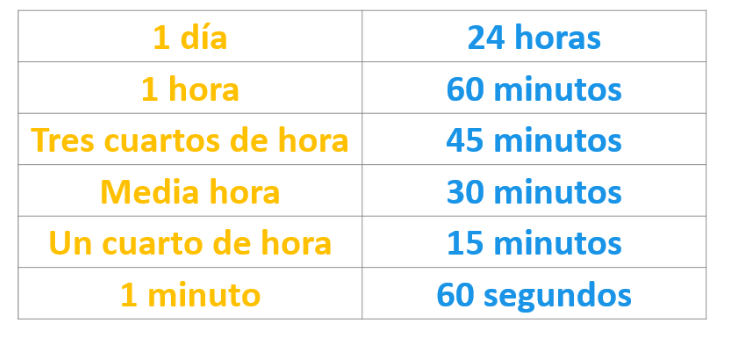 1 día 24 horas
1 hora 60 minutos
Tres cuartos de hora 45 minutos
Media hora 30 minutos
Un cuarto de hora 15 minutos
1 minuto 60 segundos